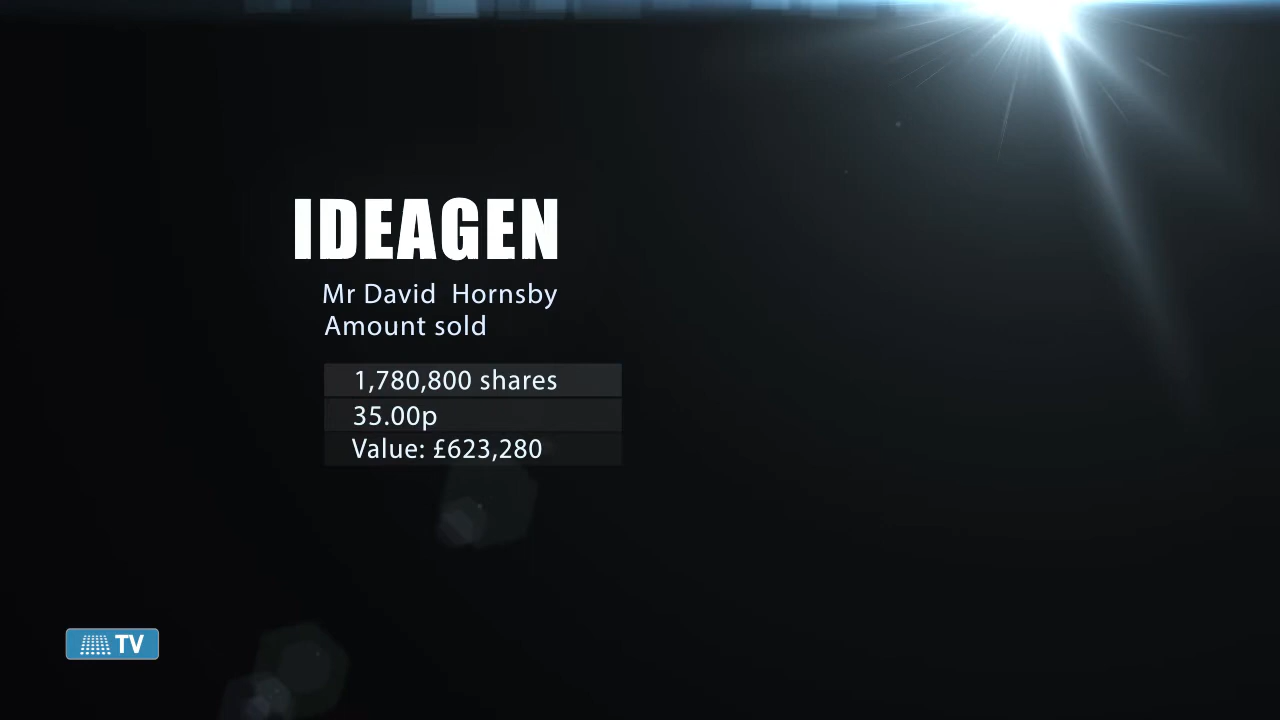 IDEAGEN
Mr David Hornsby
Amount sold
1,780,800 shares
35.00p
Value: £623,280
TV